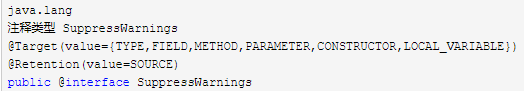 java.lang
注释类型 SuppressWarnings
@Target(value={TYPE,FIELD,METHOD,PARAMETER,CONSTRUCTOR,LOCAL_VARIABLE})
@Retention(value=SOURCE)
public @interface SuppressWarnings